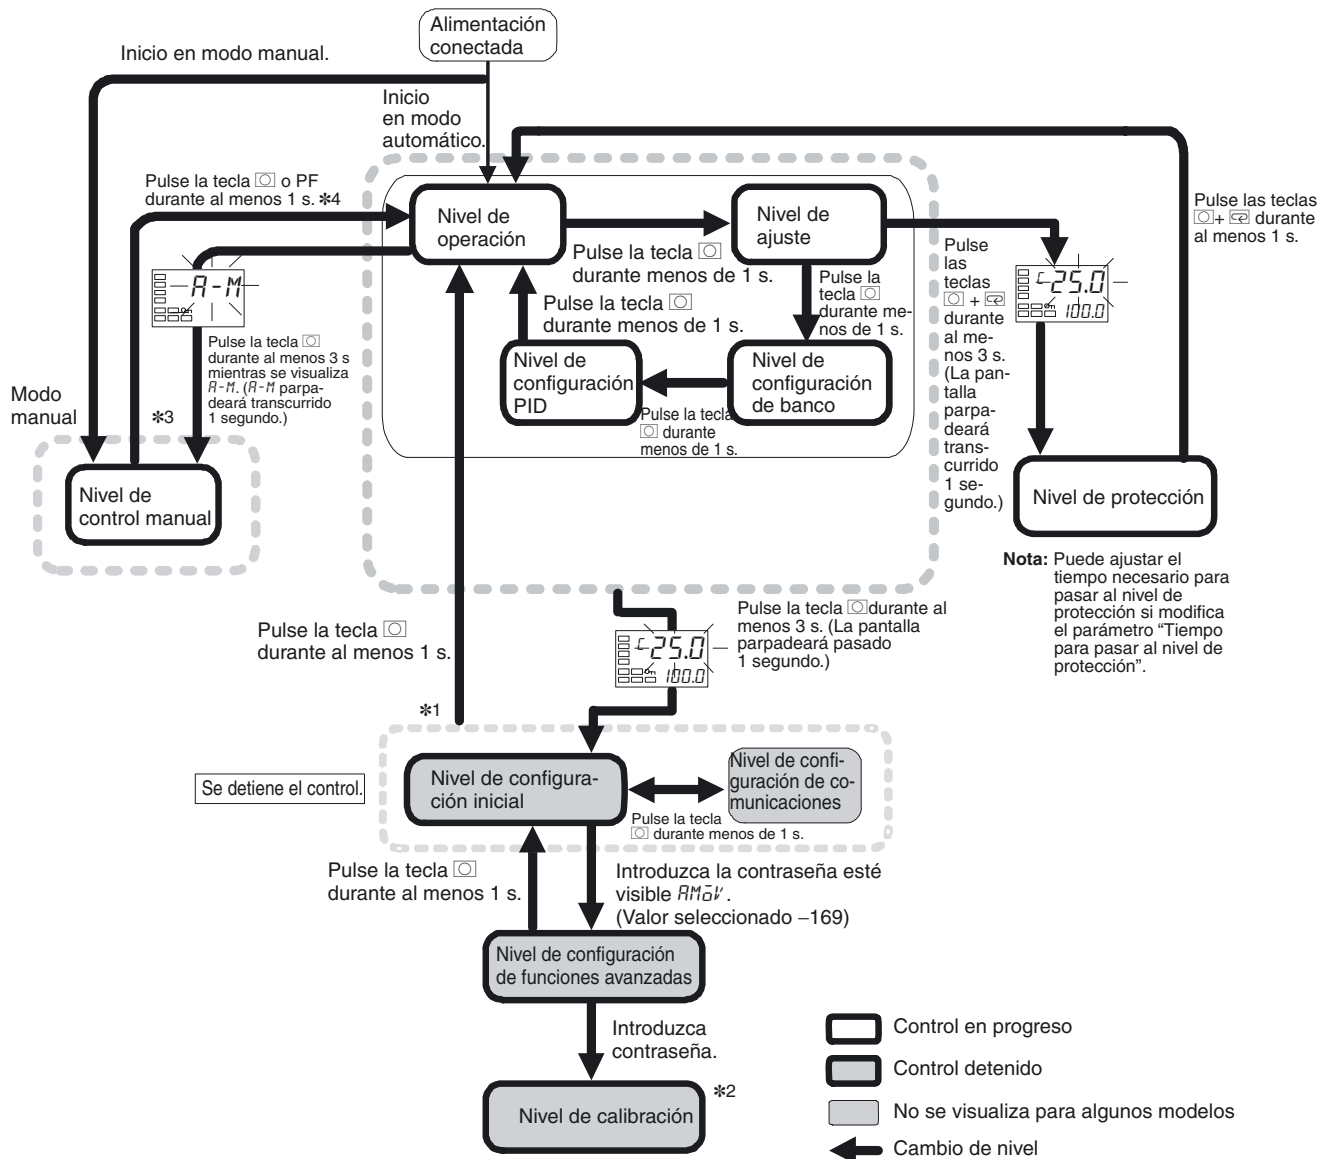 Alimentación
conectada
Inicio en modo manual.
Inicio
en modo
automático.
Pulse la tecla o PF
durante al menos 1 s. *4
Nivel de
operación
Pulse la tecla
durante menos de 1 s.
Nivel de
ajuste
Pulse las teclas
+ durante
al menos 1 s.
Pulse
las
teclas
+
durante
al me-
nos 3 s.
(La pan-
talla
parpa-
deará
trans-
currido
1 se-
gundo.)
C 25.0
100.0
A-M
Pulse la tecla
durante al menos 3 s
mientras se visualiza
A-M. (A-M parpa-
deará transcurrido
1 segundo.)
Pulse la tecla
durante menos de 1 s.
Pulse la
tecla
durante me-
nos de 1 s.
Nivel de
configuración
PID
Nivel de
configuración
de banco
Pulse la tecla
durante
menos de 1 s.
Modo
manual
*3
Nivel de
control manual
Nivel de protección
Nota: Puede ajustar el
tiempo necesario para
pasar al nivel de
protección si modifica
el parámetro “Tiempo
para pasar al nivel de
protección”.
Pulse la tecla
durante al menos 1 s.
Pulse la tecla durante al
menos 3 s. (La pantalla
parpadeará pasado
1 segundo.)
C 25.0
100.0
*1
Se detiene el control.
Nivel de configura-
ción inicial
Nivel de confi-
guración de co-
municaciones
Pulse la tecla
durante menos de 1 s.
Pulse la tecla
durante al menos 1 s.
Introduzca la contraseña esté
visible AMoV.
(Valor seleccionado −169)
Nivel de configuración
de funciones avanzadas
Introduzca
contraseña.
Nivel de calibración
*2
Control en progreso
Control detenido
No se visualiza para algunos modelos
Cambio de nivel